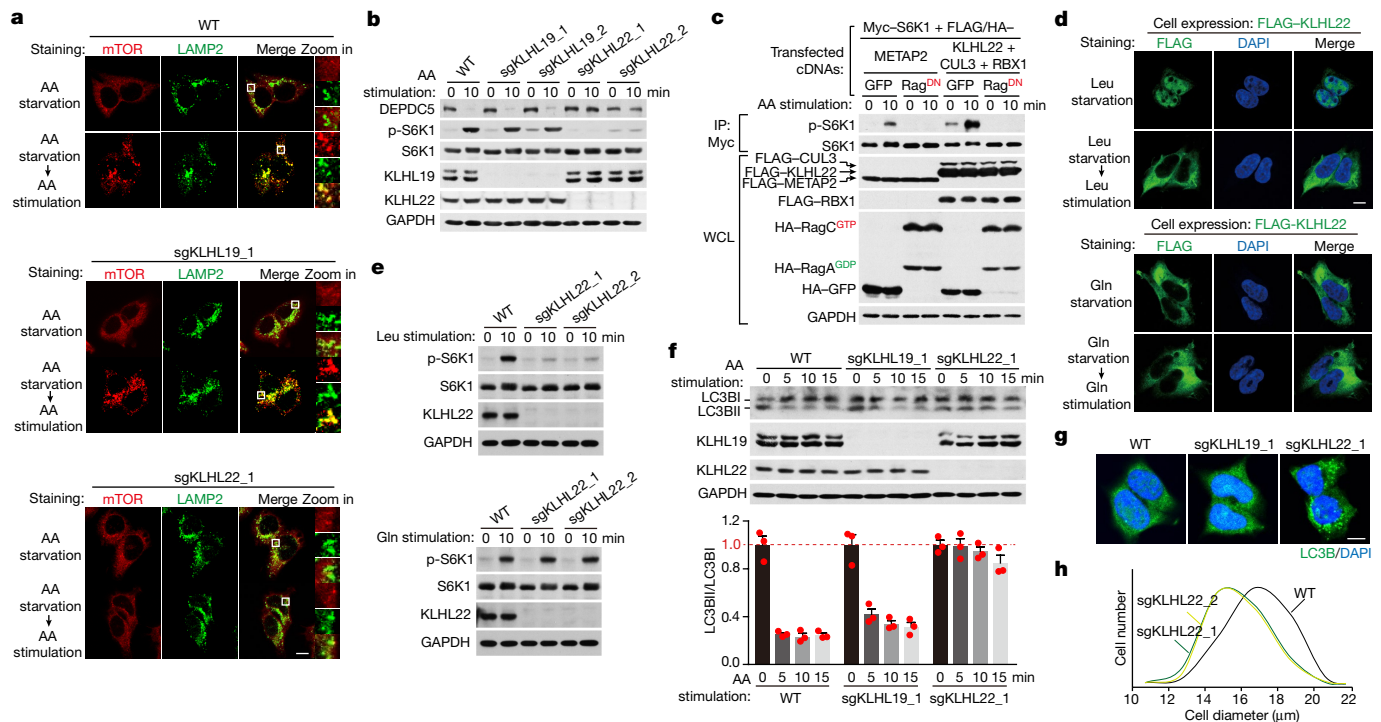 a
WT
Staining: mTOR LAMP2 Merge Zoom in
AA
starvation
AA
starvation
AA
stimulation
sgKLHL19_1
Staining: mTOR LAMP2 Merge Zoom in
AA
starvation
AA
starvation
AA
stimulation
sgKLHL22_1
Staining: mTOR LAMP2 Merge Zoom in
AA
starvation
AA
starvation
AA
stimulation
b
WT sgKLHL19_1 sgKLHL19_2 sgKLHL22_1 sgKLHL22_2
AA
stimulation: 0 10 0 10 0 10 0 10 0 10 min
DEPDC5
p-S6K1
S6K1
KLHL19
KLHL22
GAPDH
c
Myc–S6K1 + FLAG/HA–
Transfected
cDNAs:
METAP2 KLHL22 +
CUL3 + RBX1
GFP RagDN GFP RagDN
AA stimulation: 0 10 0 10 0 10 0 10 min
IP:
Myc
p-S6K1
S6K1
WCL
FLAG–CUL3
FLAG–KLHL22
FLAG–METAP2
FLAG–RBX1
HA–RagCGTP
HA–RagAGDP
HA–GFP
GAPDH
d
Cell expression: FLAG–KLHL22
Staining: FLAG DAPI Merge
Leu
starvation
Leu
starvation
Leu
stimulation
Cell expression: FLAG-KLHL22
Staining: FLAG DAPI Merge
Gln
starvation
Gln
starvation
Gln
stimulation
e
WT sgKLHL22_1 sgKLHL22_2
Leu stimulation: 0 10 0 10 0 10 min
p-S6K1
S6K1
KLHL22
GAPDH
WT sgKLHL22_1 sgKLHL22_2
Gln stimulation: 0 10 0 10 0 10 min
p-S6K1
S6K1
KLHL22
GAPDH
f
AA
stimulation:
WT sgKLHL19_1 sgKLHL22_1
0 5 10 15 0 5 10 15 0 5 10 15 min
LC3BI
LC3BII
KLHL19
KLHL22
GAPDH
LC3BII/LC3BI
1.2
1.0
0.8
0.4
0.0
AA
stimulation:
0 5 10 15 0 5 10 15 0 5 10 15 min
WT sgKLHL19_1 sgKLHL22_1
g
WT sgKLHL19_1 sgKLHL22_1
LC3B/DAPI
h
Cell number
WT
sgKLHL22_2
sgKLHL22_1
10 12 14 16 18 20 22
Cell diameter (μm)